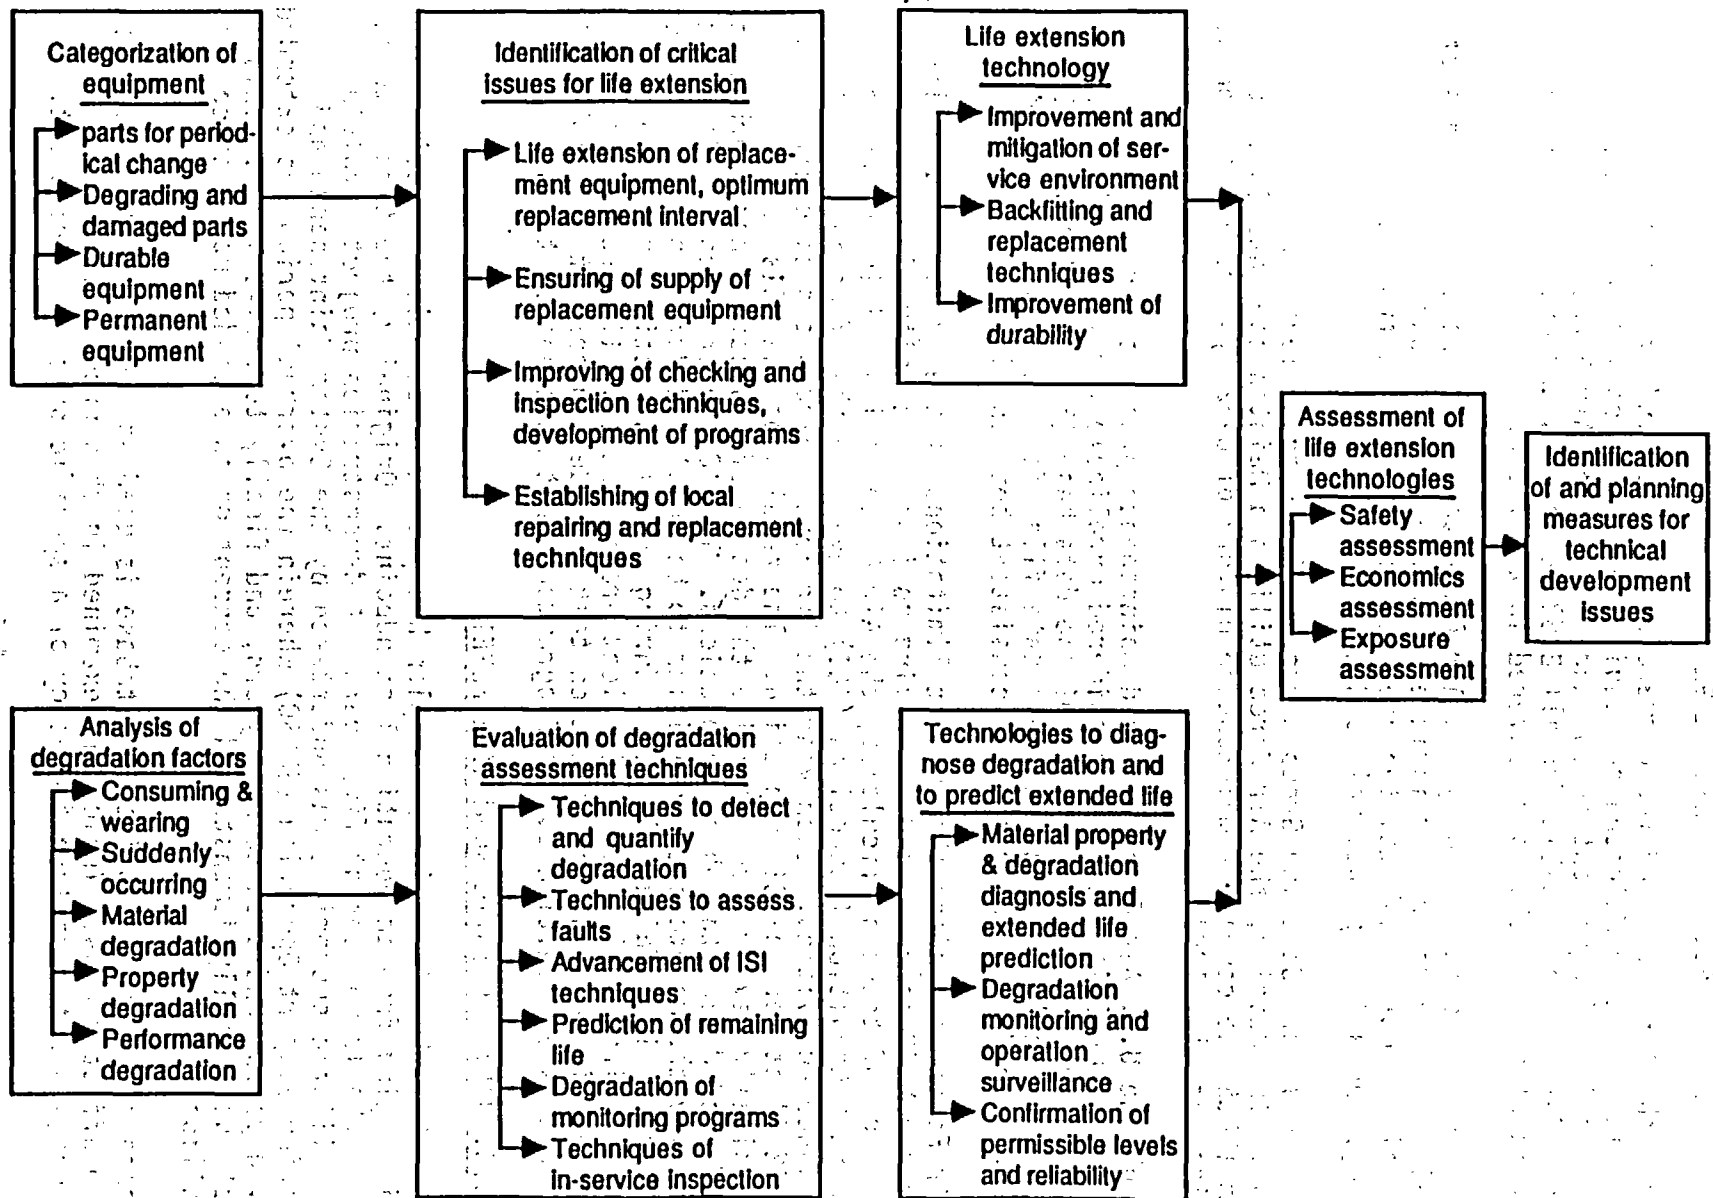 Categorization of
equipment
parts for period-
ical change
Degrading and
damaged parts
Durable
equipment
Permanent
equipment
Identification of critical
issues for life extension
Life extension of replace-
ment equipment, optimum
replacement interval
Ensuring of supply of
replacement equipment
Improving of checking and
inspection techniques,
development of programs
Establishing of local
repairing and replacement
techniques
Life extension
technology
Improvement and
mitigation of ser-
vice environment
Backfitting and
replacement
techniques
Improvement of
durability
Analysis of
degradation factors
Consuming &
wearing
Suddenly
occurring
Material
degradation
Property
degradation
Performance
degradation
Evaluation of degradation
assessment techniques
Techniques to detect
and quantify
degradation
Techniques to assess
faults
Advancement of ISI
techniques
Prediction of remaining
life
Degradation of
monitoring programs
Techniques of
in-service inspection
Technologies to diag-
nose degradation and
to predict extended life
Material property
& degradation
diagnosis and
extended life
prediction
Degradation
monitoring and
operation
surveillance
Confirmation of
permissible levels
and reliability
Assessment of
life extension
technologies
Safety
assessment
Economics
assessment
Exposure
assessment
Identification
of and planning
measures for
technical
development
issues